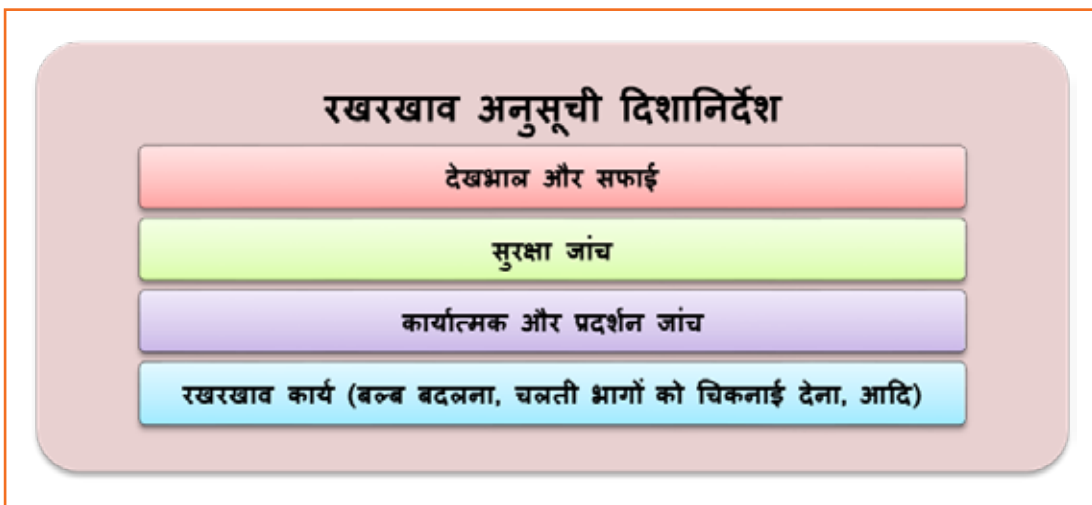 रखरखाव अनुसूची दिशानिर्देश
देखभाल और सफाई
सुरक्षा जांच
कार्यात्मक और प्रदर्शन जांच
रखरखाव कार्य (बल्ब बदलना, चलती भागों को चिकनाई देना, आदि)